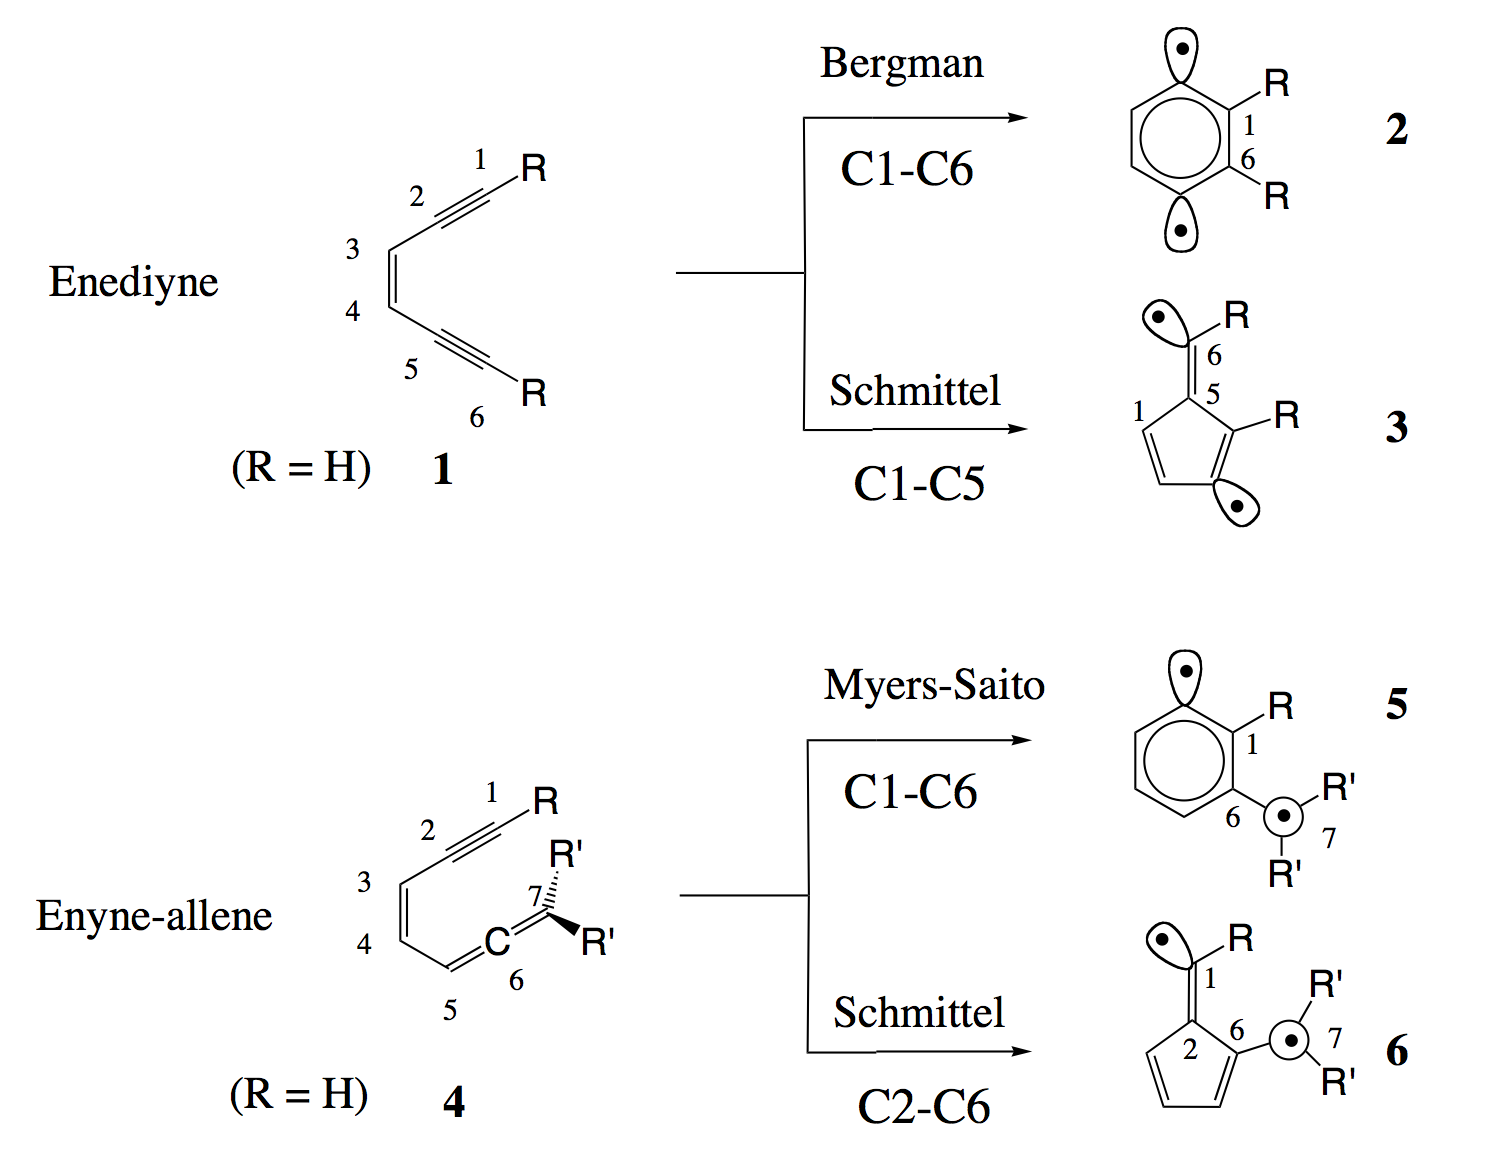 Bergman
C1-C6
R
1
6
R
2
Enediyne
1
R
2
3
4
5
R
6
(R = H) 1
Schmittel
C1-C5
R
6
5
1
R
3
Myers-Saito
C1-C6
R
1
R'
6
7
R'
5
Enyne-allene
1
R
2
R'
3
7
4
C
R'
6
5
(R = H) 4
Schmittel
C2-C6
R
1
R'
6
7
2
R'
6